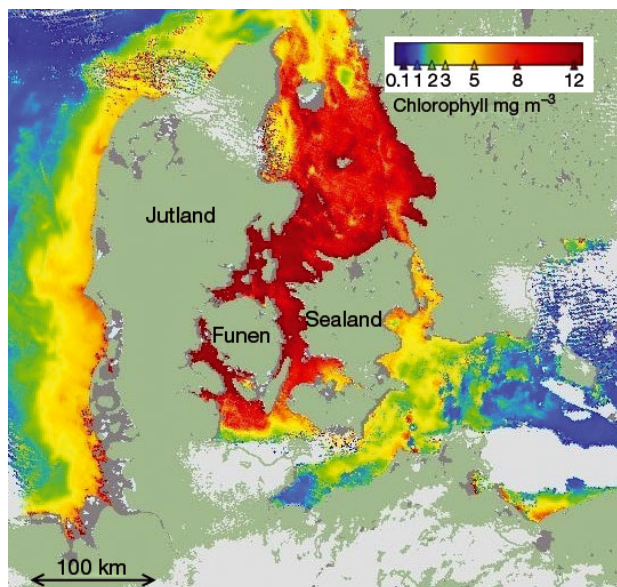 0.1 1 2 3 5 8 12
Chlorophyll mg m⁻³
Jutland
Sealand
Funen
100 km